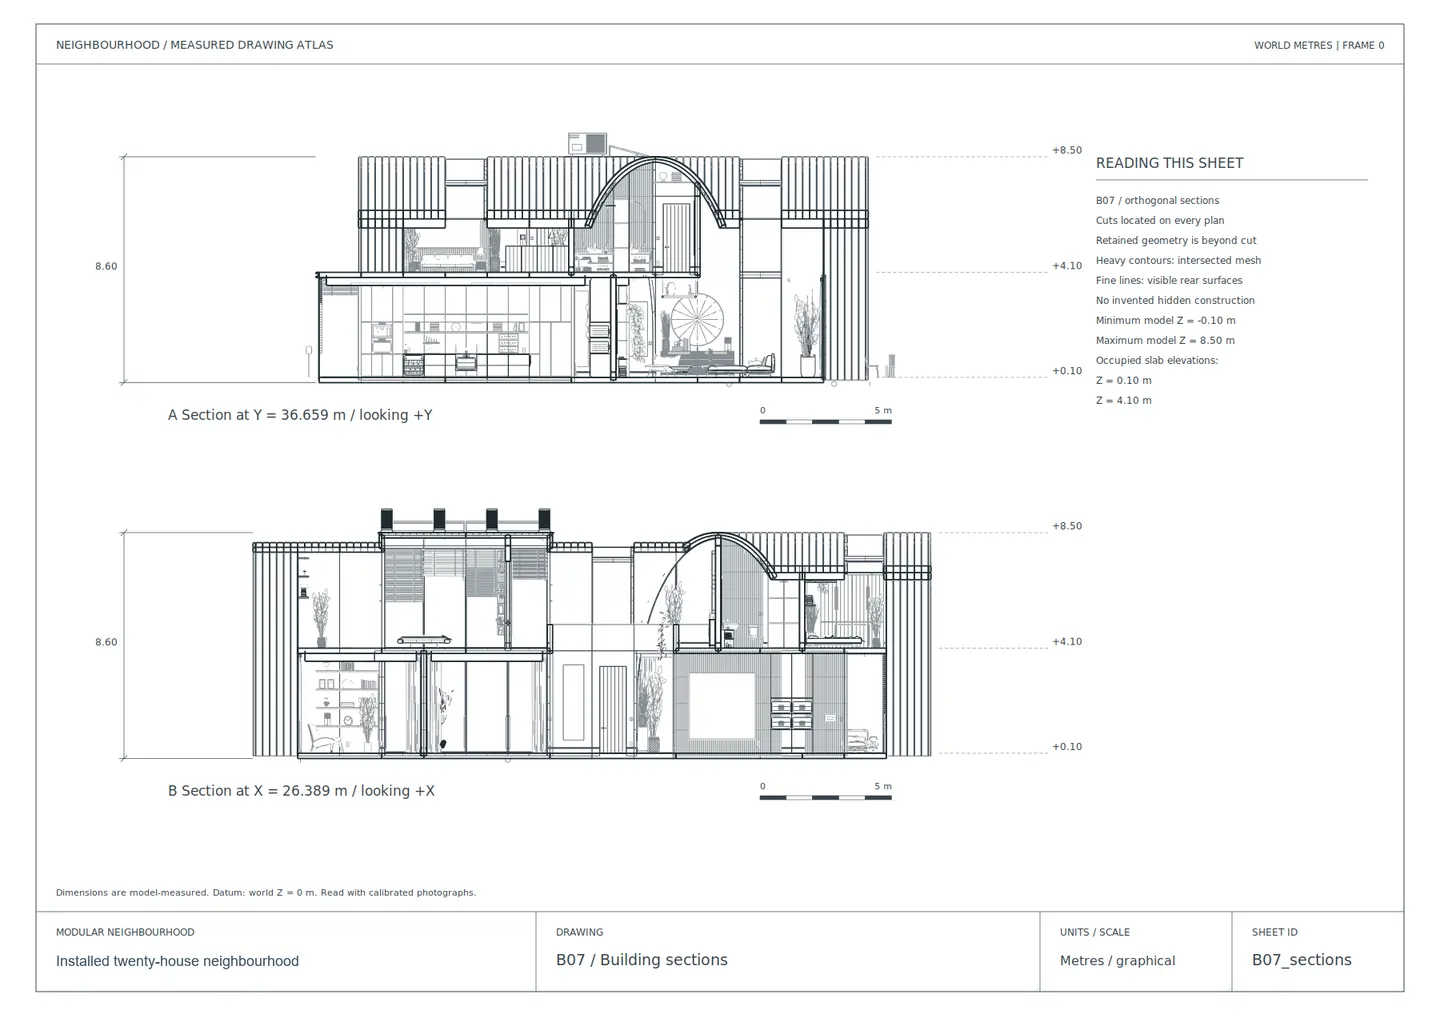 NEIGHBOURHOOD / MEASURED DRAWING ATLAS
WORLD METRES | FRAME 0
+8.50
8.60
+4.10
+0.10
A Section at Y = 36.659 m / looking +Y
0 5 m
READING THIS SHEET
B07 / orthogonal sections
Cuts located on every plan
Retained geometry is beyond cut
Heavy contours: intersected mesh
Fine lines: visible rear surfaces
No invented hidden construction
Minimum model Z = -0.10 m
Maximum model Z = 8.50 m
Occupied slab elevations:
Z = 0.10 m
Z = 4.10 m
+8.50
8.60
+4.10
+0.10
B Section at X = 26.389 m / looking +X
0 5 m
Dimensions are model-measured. Datum: world Z = 0 m. Read with calibrated photographs.
MODULAR NEIGHBOURHOOD
Installed twenty-house neighbourhood
DRAWING
B07 / Building sections
UNITS / SCALE
Metres / graphical
SHEET ID
B07_sections